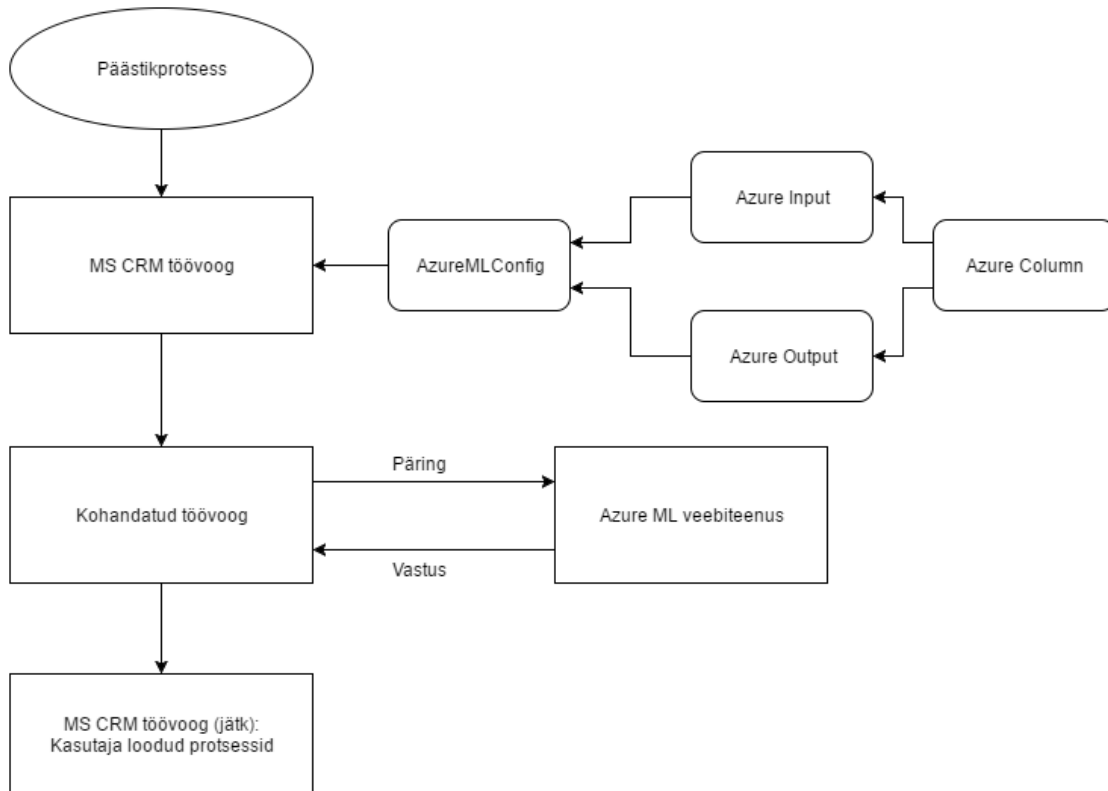 Päästikprotsess
Azure Input
MS CRM töövoog
AzureMLConfig
Azure Column
Azure Output
Päring
Kohandatud töövoog
Azure ML veebiteenus
Vastus
MS CRM töövoog (jätk):
Kasutaja loodud protsessid